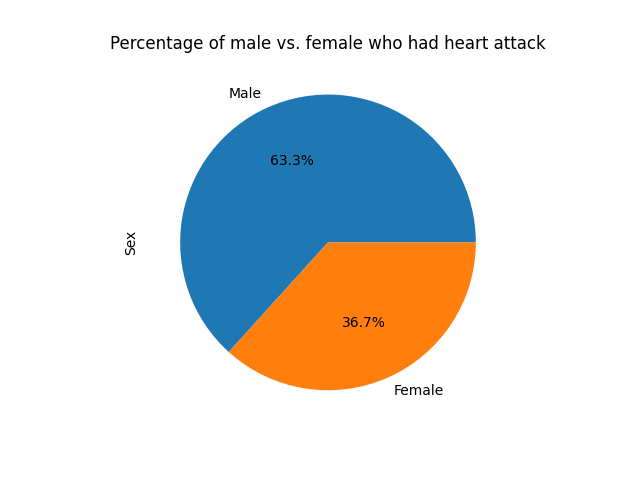 Percentage of male vs. female who had heart attack
Male
63.3%
Sex
36.7%
Female